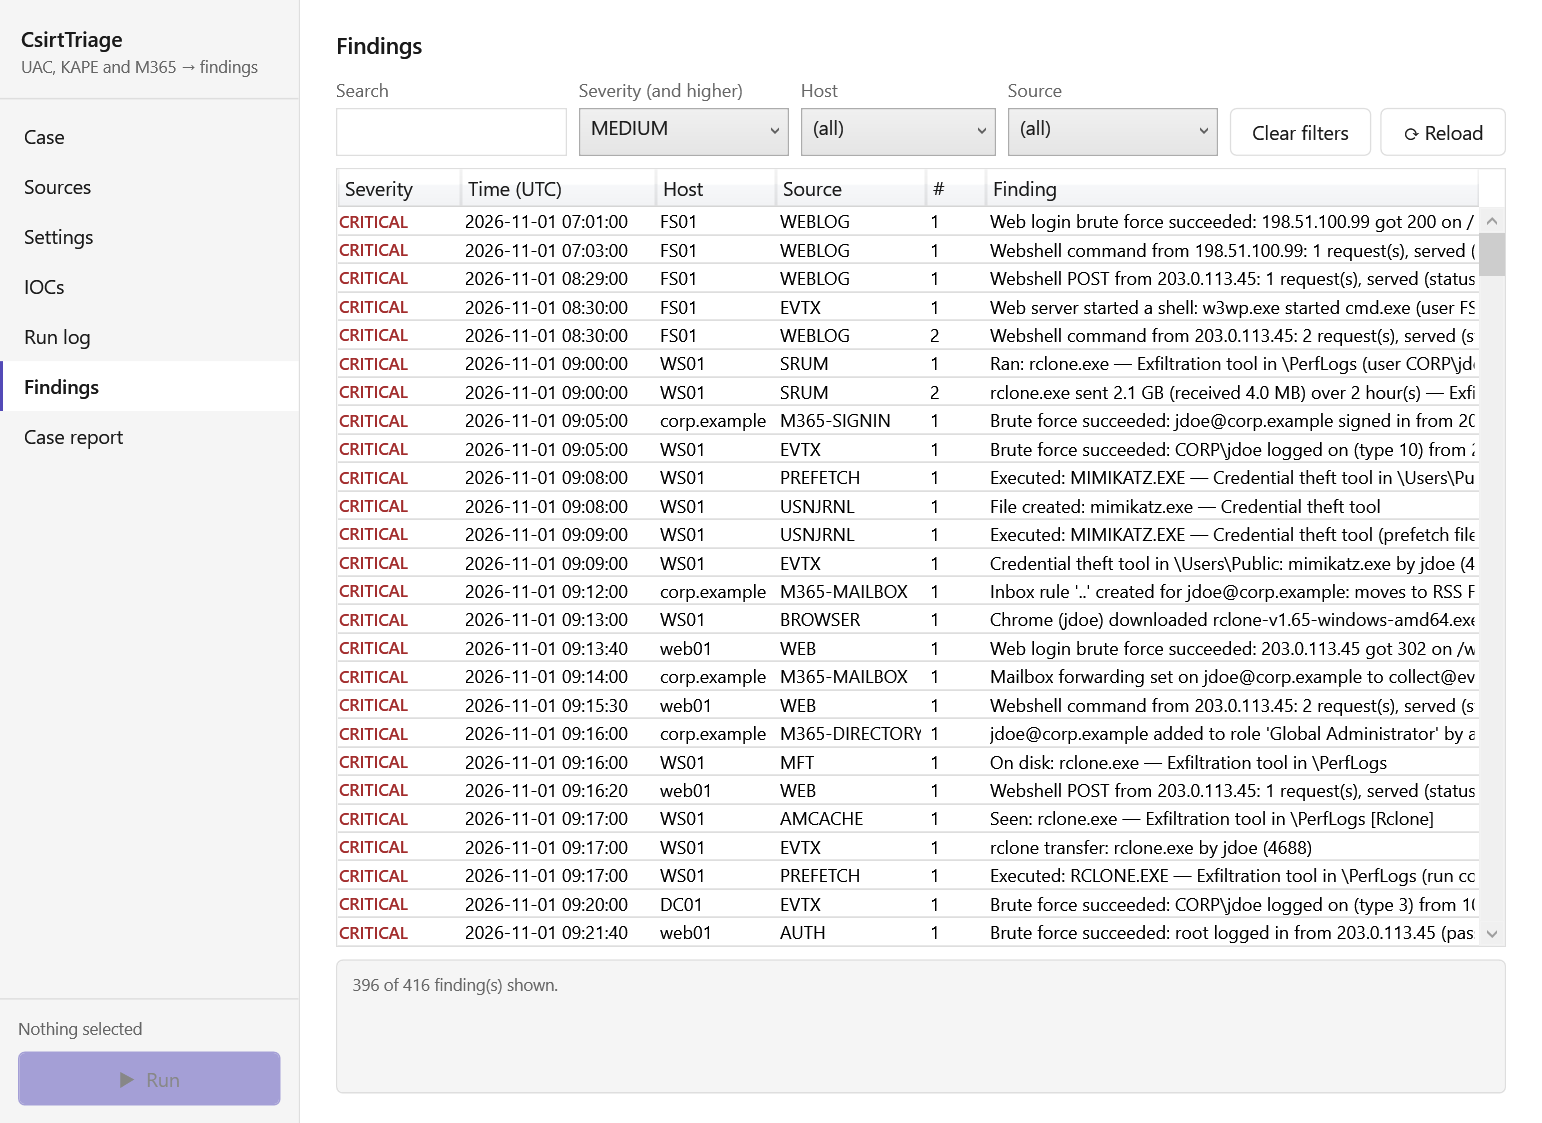 CsirtTriage
UAC, KAPE and M365 → findings
Case
Sources
Settings
IOCs
Run log
Findings
Case report
Nothing selected
▶ Run
Findings
Search Severity (and higher) Host Source
MEDIUM (all) (all) Clear filters ⟳ Reload
Severity Time (UTC) Host Source # Finding
CRITICAL 2026-11-01 07:01:00 FS01 WEBLOG 1 Web login brute force succeeded: 198.51.100.99 got 200 on /
CRITICAL 2026-11-01 07:03:00 FS01 WEBLOG 1 Webshell command from 198.51.100.99: 1 request(s), served (
CRITICAL 2026-11-01 08:29:00 FS01 WEBLOG 1 Webshell POST from 203.0.113.45: 1 request(s), served (status
CRITICAL 2026-11-01 08:30:00 FS01 EVTX 1 Web server started a shell: w3wp.exe started cmd.exe (user FS
CRITICAL 2026-11-01 08:30:00 FS01 WEBLOG 2 Webshell command from 203.0.113.45: 2 request(s), served (s
CRITICAL 2026-11-01 09:00:00 WS01 SRUM 1 Ran: rclone.exe — Exfiltration tool in \PerfLogs (user CORP\jd
CRITICAL 2026-11-01 09:00:00 WS01 SRUM 2 rclone.exe sent 2.1 GB (received 4.0 MB) over 2 hour(s) — Exfi
CRITICAL 2026-11-01 09:05:00 corp.example M365-SIGNIN 1 Brute force succeeded: jdoe@corp.example signed in from 20
CRITICAL 2026-11-01 09:05:00 WS01 EVTX 1 Brute force succeeded: CORP\jdoe logged on (type 10) from
CRITICAL 2026-11-01 09:08:00 WS01 PREFETCH 1 Executed: MIMIKATZ.EXE — Credential theft tool in \Users\Pu
CRITICAL 2026-11-01 09:08:00 WS01 USNJRNL 1 File created: mimikatz.exe — Credential theft tool
CRITICAL 2026-11-01 09:09:00 WS01 USNJRNL 1 Executed: MIMIKATZ.EXE — Credential theft tool (prefetch file
CRITICAL 2026-11-01 09:09:00 WS01 EVTX 1 Credential theft tool in \Users\Public: mimikatz.exe by jdoe (4
CRITICAL 2026-11-01 09:12:00 corp.example M365-MAILBOX 1 Inbox rule '..' created for jdoe@corp.example: moves to RSS F
CRITICAL 2026-11-01 09:13:00 WS01 BROWSER 1 Chrome (jdoe) downloaded rclone-v1.65-windows-amd64.exe
CRITICAL 2026-11-01 09:13:40 web01 WEB 1 Web login brute force succeeded: 203.0.113.45 got 302 on /w
CRITICAL 2026-11-01 09:14:00 corp.example M365-MAILBOX 1 Mailbox forwarding set on jdoe@corp.example to collect@ev
CRITICAL 2026-11-01 09:15:30 web01 WEB 1 Webshell command from 203.0.113.45: 2 request(s), served (s
CRITICAL 2026-11-01 09:16:00 corp.example M365-DIRECTORY 1 jdoe@corp.example added to role 'Global Administrator' by a
CRITICAL 2026-11-01 09:16:00 WS01 MFT 1 On disk: rclone.exe — Exfiltration tool in \PerfLogs
CRITICAL 2026-11-01 09:16:20 web01 WEB 1 Webshell POST from 203.0.113.45: 1 request(s), served (status
CRITICAL 2026-11-01 09:17:00 WS01 AMCACHE 1 Seen: rclone.exe — Exfiltration tool in \PerfLogs [Rclone]
CRITICAL 2026-11-01 09:17:00 WS01 EVTX 1 rclone transfer: rclone.exe by jdoe (4688)
CRITICAL 2026-11-01 09:17:00 WS01 PREFETCH 1 Executed: RCLONE.EXE — Exfiltration tool in \PerfLogs (run cc
CRITICAL 2026-11-01 09:20:00 DC01 EVTX 1 Brute force succeeded: CORP\jdoe logged on (type 3) from 10
CRITICAL 2026-11-01 09:21:40 web01 AUTH 1 Brute force succeeded: root logged in from 203.0.113.45 (pas
396 of 416 finding(s) shown.